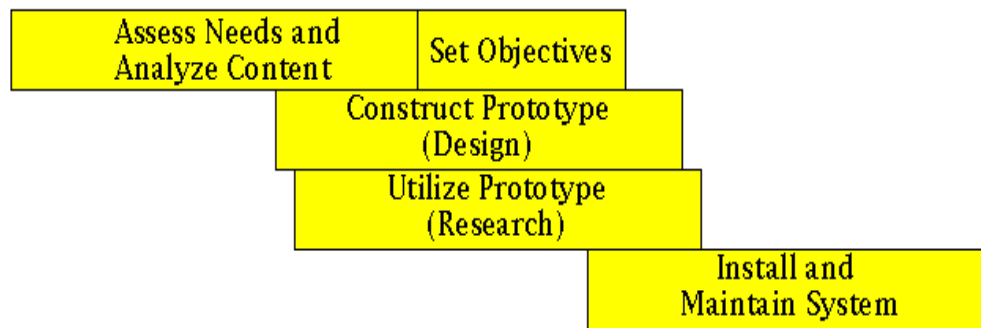 Assess Needs and
Analyze Content
Set Objectives
Construct Prototype
(Design)
Utilize Prototype
(Research)
Install and
Maintain System